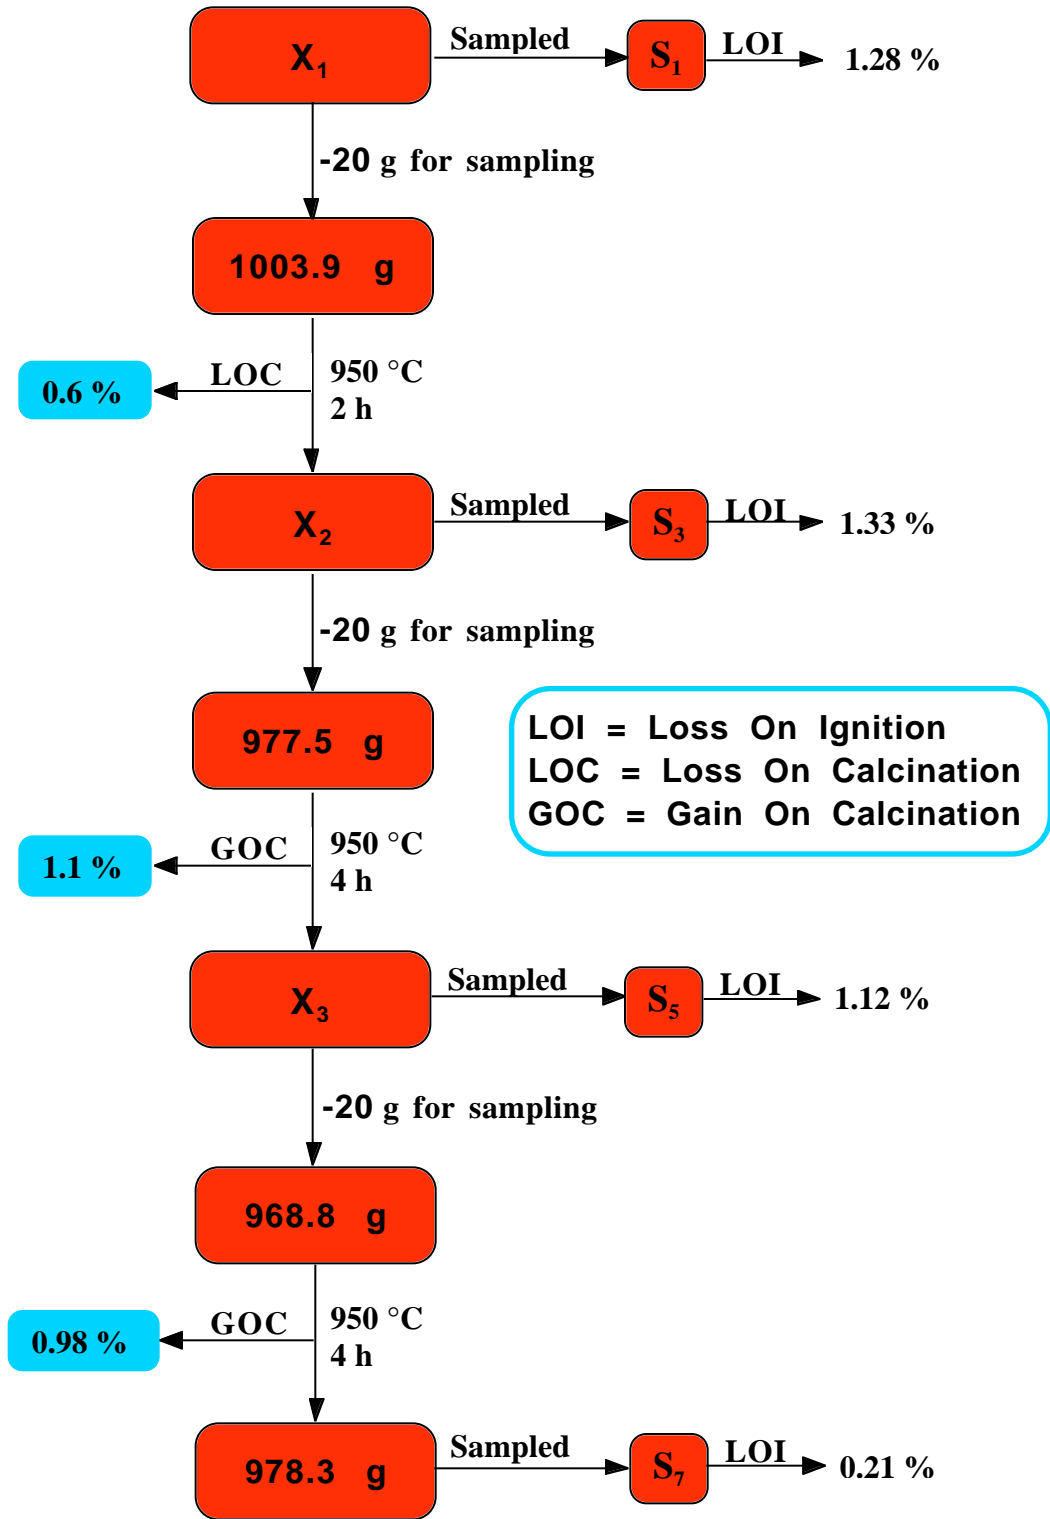 X₁
Sampled
S₁
LOI
1.28 %
-20 g for sampling
1003.9 g
0.6 %
LOC
950 °C
2 h
X₂
Sampled
S₃
LOI
1.33 %
-20 g for sampling
977.5 g
LOI = Loss On Ignition
LOC = Loss On Calcination
GOC = Gain On Calcination
1.1 %
GOC
950 °C
4 h
X₃
Sampled
S₅
LOI
1.12 %
-20 g for sampling
968.8 g
0.98 %
GOC
950 °C
4 h
978.3 g
Sampled
S₇
LOI
0.21 %